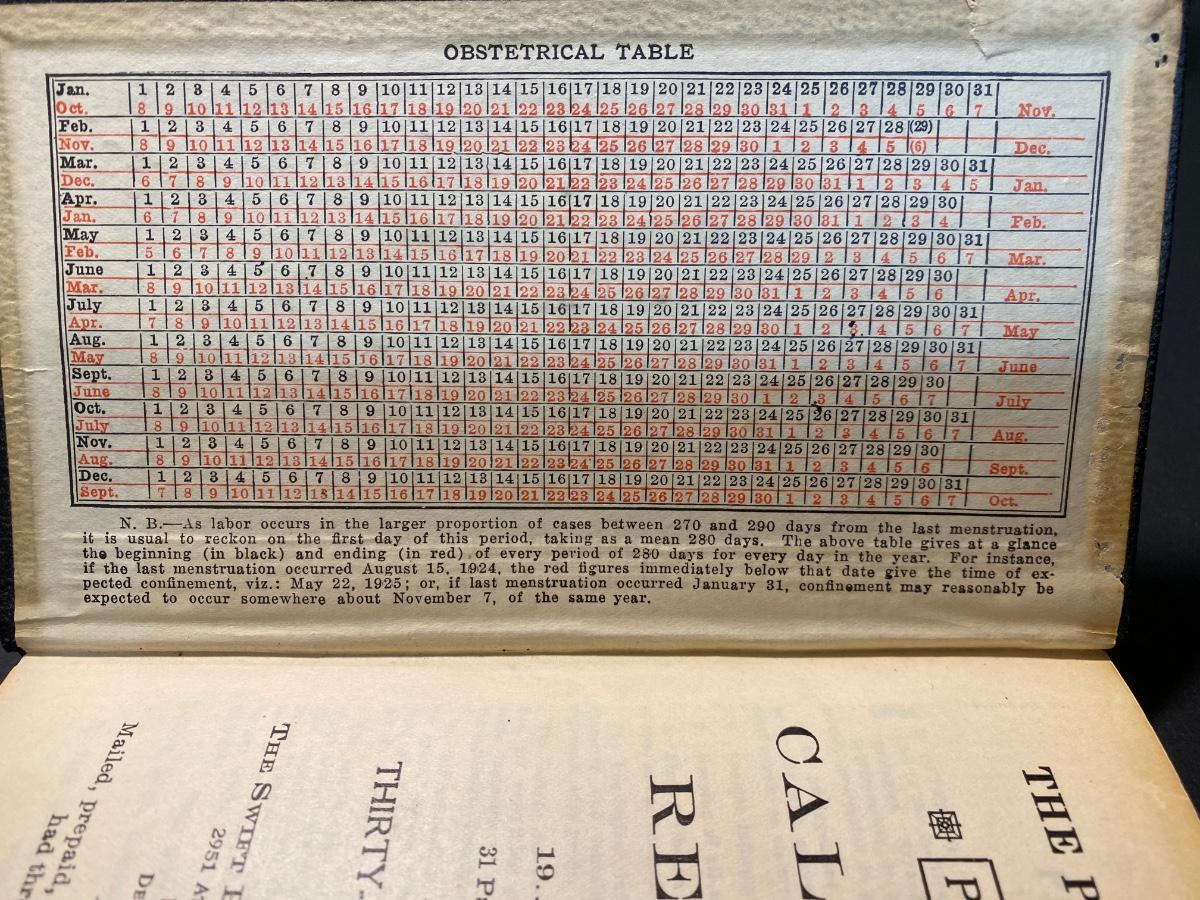 OBSTETRICAL TABLE
Jan. 1 2 3 4 5 6 7 8 9 10 11 12 13 14 15 16 17 18 19 20 21 22 23 24 25 26 27 28 29 30 31
Oct. 8 9 10 11 12 13 14 15 16 17 18 19 20 21 22 23 24 25 26 27 28 29 30 31 1 2 3 4 5 6 7 Nov.
Feb. 1 2 3 4 5 6 7 8 9 10 11 12 13 14 15 16 17 18 19 20 21 22 23 24 25 26 27 28 (29)
Nov. 8 9 10 11 12 13 14 15 16 17 18 19 20 21 22 23 24 25 26 27 28 29 30 1 2 3 4 5 (6) Dec.
Mar. 1 2 3 4 5 6 7 8 9 10 11 12 13 14 15 16 17 18 19 20 21 22 23 24 25 26 27 28 29 30 31
Dec. 6 7 8 9 10 11 12 13 14 15 16 17 18 19 20 21 22 23 24 25 26 27 28 29 30 31 1 2 3 4 5 Jan.
Apr. 1 2 3 4 5 6 7 8 9 10 11 12 13 14 15 16 17 18 19 20 21 22 23 24 25 26 27 28 29 30
Jan. 6 7 8 9 10 11 12 13 14 15 16 17 18 19 20 21 22 23 24 25 26 27 28 29 30 31 1 2 3 4 Feb.
May 1 2 3 4 5 6 7 8 9 10 11 12 13 14 15 16 17 18 19 20 21 22 23 24 25 26 27 28 29 30 31
Feb. 5 6 7 8 9 10 11 12 13 14 15 16 17 18 19 20 21 22 23 24 25 26 27 28 29 2 3 4 5 6 7 Mar.
June 1 2 3 4 5 6 7 8 9 10 11 12 13 14 15 16 17 18 19 20 21 22 23 24 25 26 27 28 29 30
Mar. 8 9 10 11 12 13 14 15 16 17 18 19 20 21 22 23 24 25 26 27 28 29 30 31 1 2 3 4 5 6 Apr.
July 1 2 3 4 5 6 7 8 9 10 11 12 13 14 15 16 17 18 19 20 21 22 23 24 25 26 27 28 29 30 31
Apr. 7 8 9 10 11 12 13 14 15 16 17 18 19 20 21 22 23 24 25 26 27 28 29 30 1 2 3 4 5 6 7 May
Aug. 1 2 3 4 5 6 7 8 9 10 11 12 13 14 15 16 17 18 19 20 21 22 23 24 25 26 27 28 29 30 31
May 8 9 10 11 12 13 14 15 16 17 18 19 20 21 22 23 24 25 26 27 28 29 30 31 1 2 3 4 5 6 7 June
Sept. 1 2 3 4 5 6 7 8 9 10 11 12 13 14 15 16 17 18 19 20 21 22 23 24 25 26 27 28 29 30
June 8 9 10 11 12 13 14 15 16 17 18 19 20 21 22 23 24 25 26 27 28 29 30 1 2 3 4 5 6 7 July
Oct. 1 2 3 4 5 6 7 8 9 10 11 12 13 14 15 16 17 18 19 20 21 22 23 24 25 26 27 28 29 30 31
July 8 9 10 11 12 13 14 15 16 17 18 19 20 21 22 23 24 25 26 27 28 29 30 31 1 2 3 4 5 6 7 Aug.
Nov. 1 2 3 4 5 6 7 8 9 10 11 12 13 14 15 16 17 18 19 20 21 22 23 24 25 26 27 28 29 30
Aug. 8 9 10 11 12 13 14 15 16 17 18 19 20 21 22 23 24 25 26 27 28 29 30 31 1 2 3 4 5 6 Sept.
Dec. 1 2 3 4 5 6 7 8 9 10 11 12 13 14 15 16 17 18 19 20 21 22 23 24 25 26 27 28 29 30 31
Sept. 7 8 9 10 11 12 13 14 15 16 17 18 19 20 21 22 23 24 25 26 27 28 29 30 1 2 3 4 5 6 7 Oct.
N. B.—As labor occurs in the larger proportion of cases between 270 and 290 days from the last menstruation,
it is usual to reckon on the first day of this period, taking as a mean 280 days. The above table gives at a glance
the beginning (in black) and ending (in red) of every period of 280 days for every day in the year. For instance,
if the last menstruation occurred August 15, 1924, the red figures immediately below that date give the time of ex-
pected confinement, viz.: May 22, 1925; or, if last menstruation occurred January 31, confinement may reasonably be
expected to occur somewhere about November 7, of the same year.
THE P
P
CAL
RE
19.
31 P
THIRTY-
THE SWIFT
2951 A
De
Mailed, prepaid,
had thr